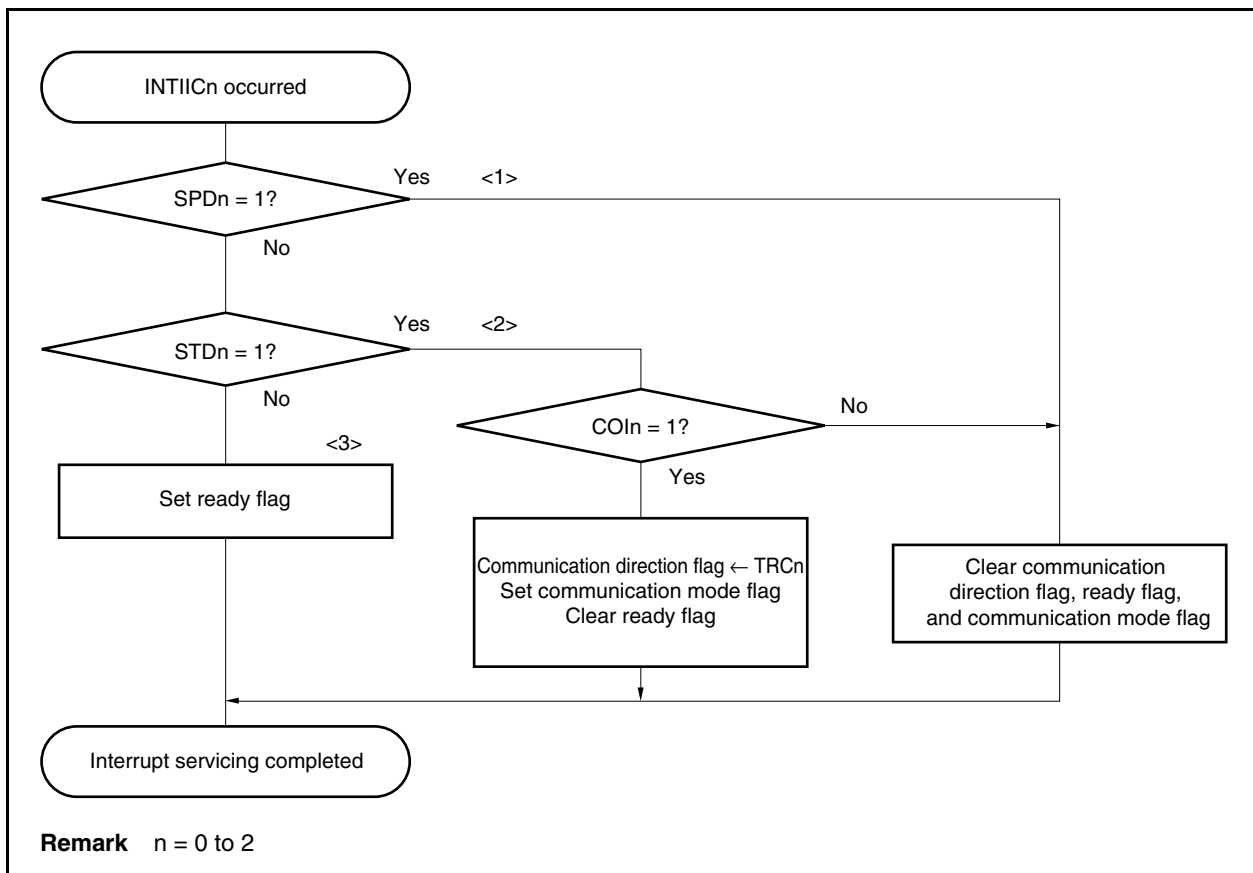 INTIICn occurred
SPDn = 1?
Yes
<1>
No
STDn = 1?
Yes
<2>
No
COIn = 1?
No
Yes
<3>
Set ready flag
Communication direction flag ← TRCn
Set communication mode flag
Clear ready flag
Clear communication
direction flag, ready flag,
and communication mode flag
Interrupt servicing completed
Remark n = 0 to 2